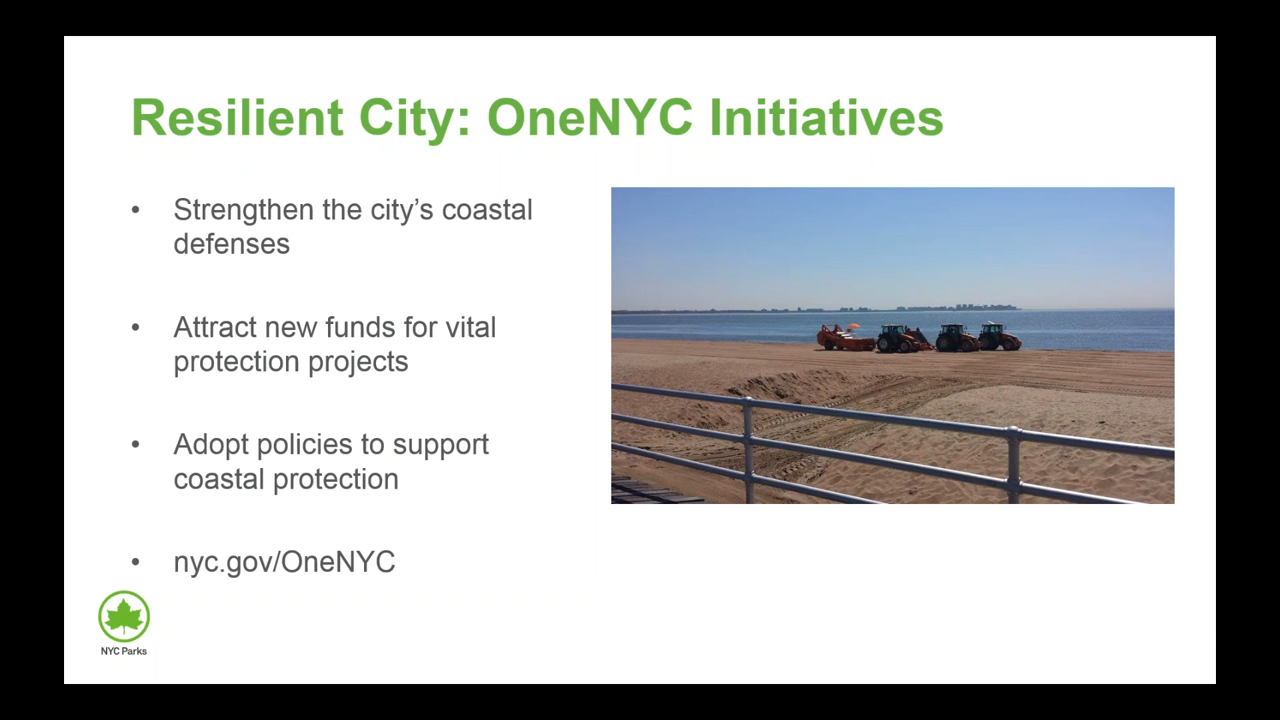 Resilient City: OneNYC Initiatives
• Strengthen the city’s coastal
defenses
• Attract new funds for vital
protection projects
• Adopt policies to support
coastal protection
• nyc.gov/OneNYC
NYC Parks